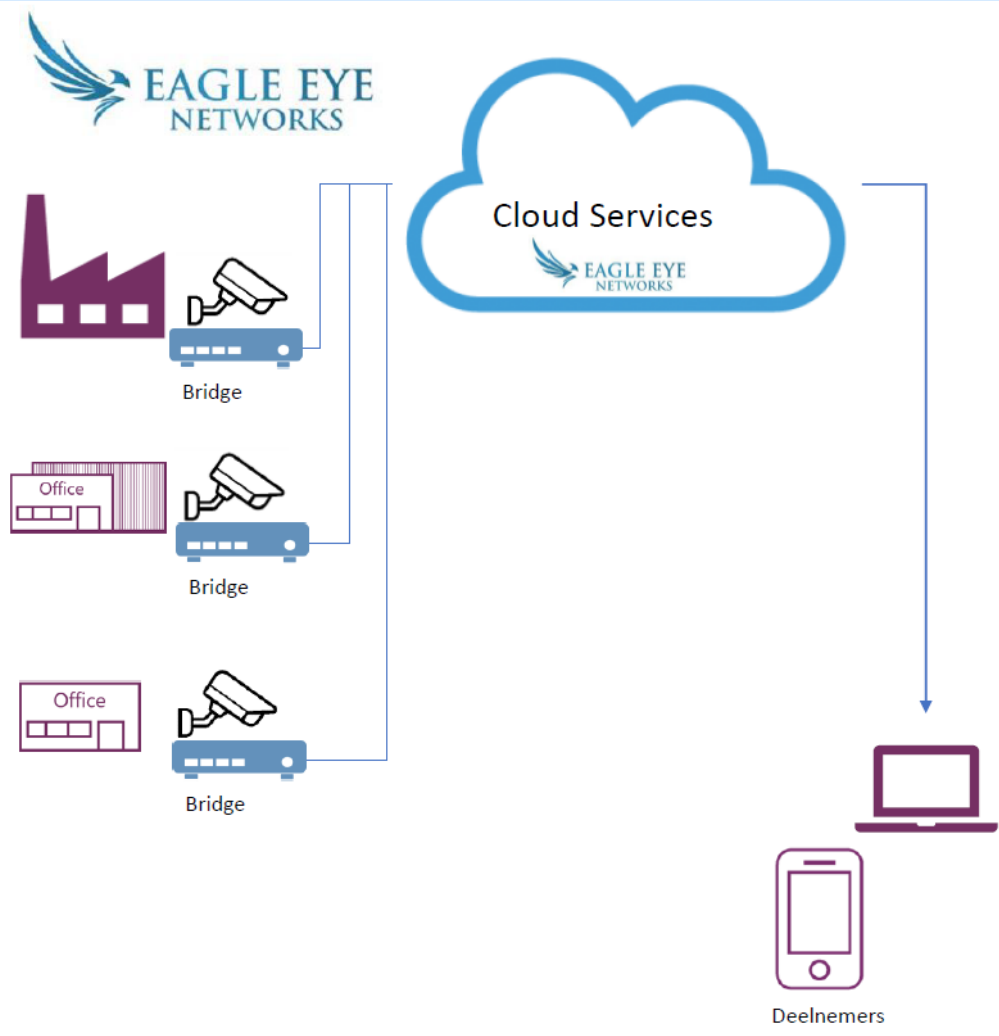 EAGLE EYE
NETWORKS
Cloud Services
EAGLE EYE
NETWORKS
Bridge
Office
Bridge
Office
Bridge
Deelnemers